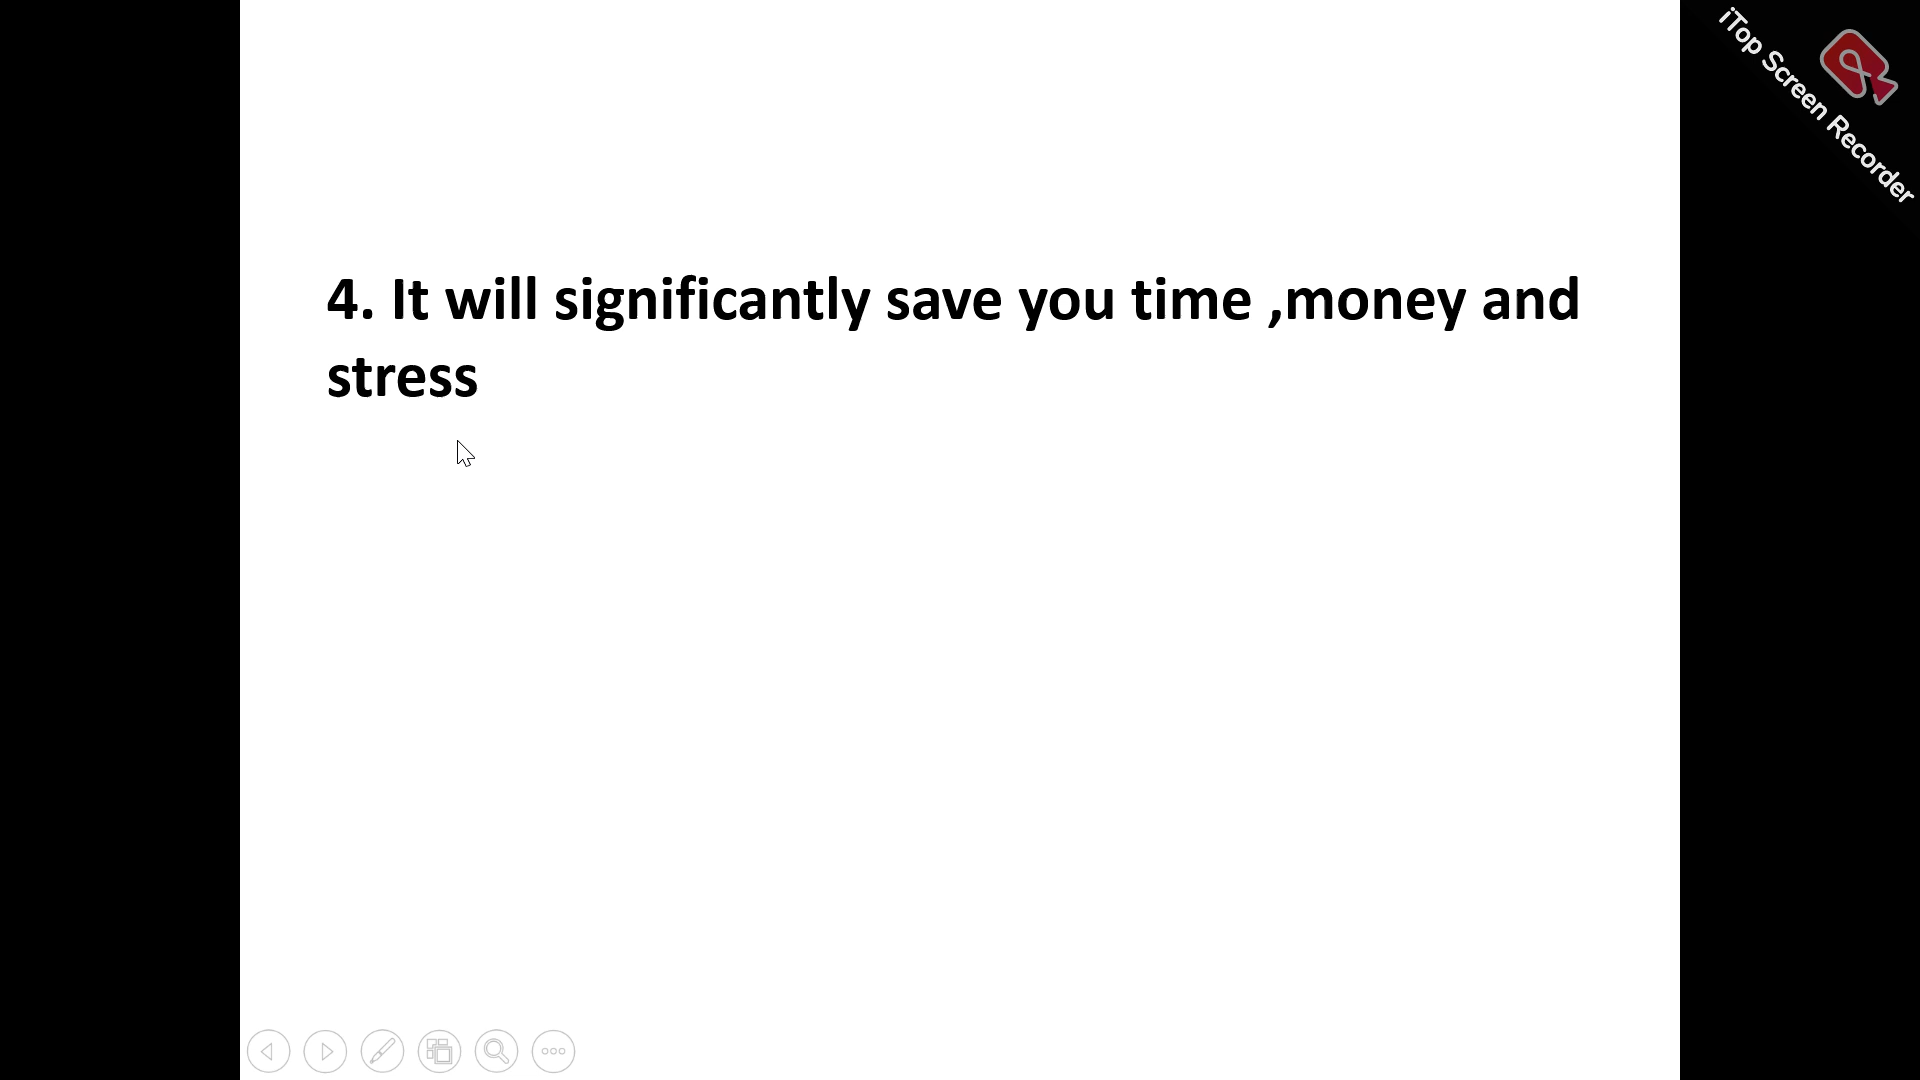 iTop Screen Recorder
4. It will significantly save you time ,money and
stress